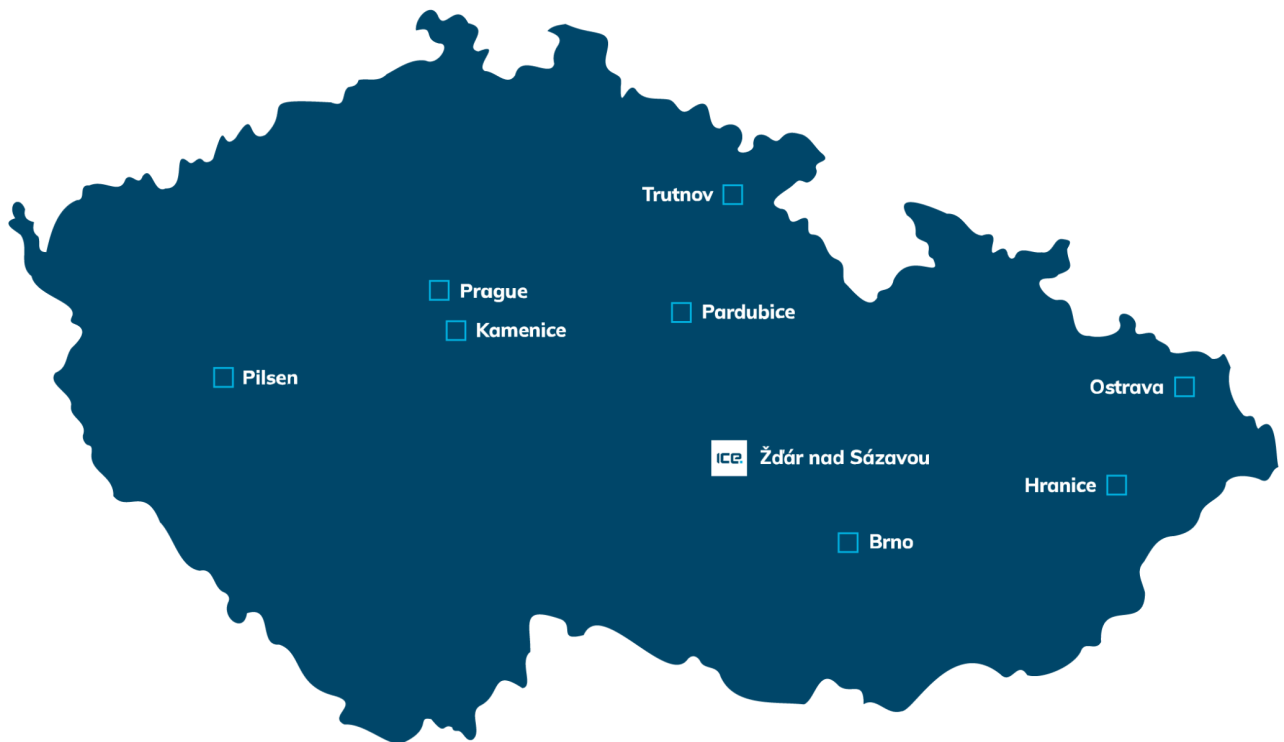 Trutnov
Prague
Pardubice
Kamenice
Pilsen
Ostrava
ICE. Žďár nad Sázavou
Hranice
Brno